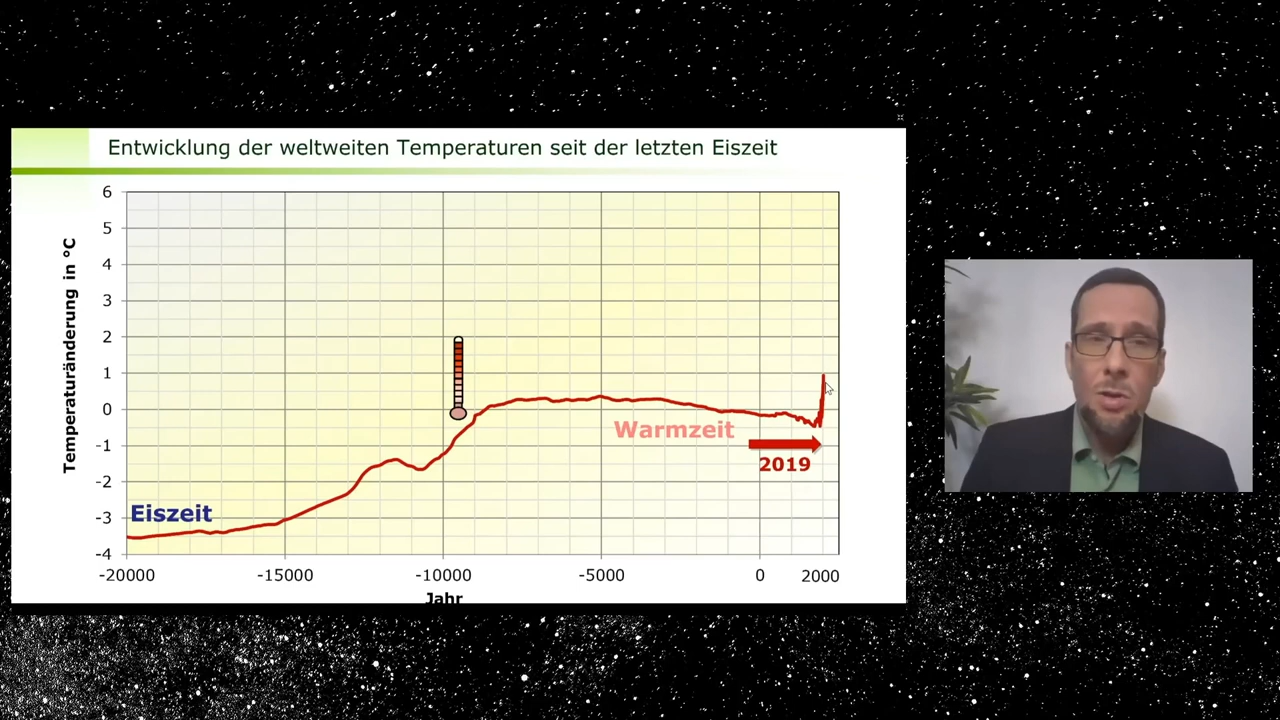 Entwicklung der weltweiten Temperaturen seit der letzten Eiszeit
Temperaturänderung in °C
6
5
4
3
2
1
0
-1
-2
-3
-4
Warmzeit
2019
Eiszeit
-20000 -15000 -10000 -5000 0 2000
Jahr